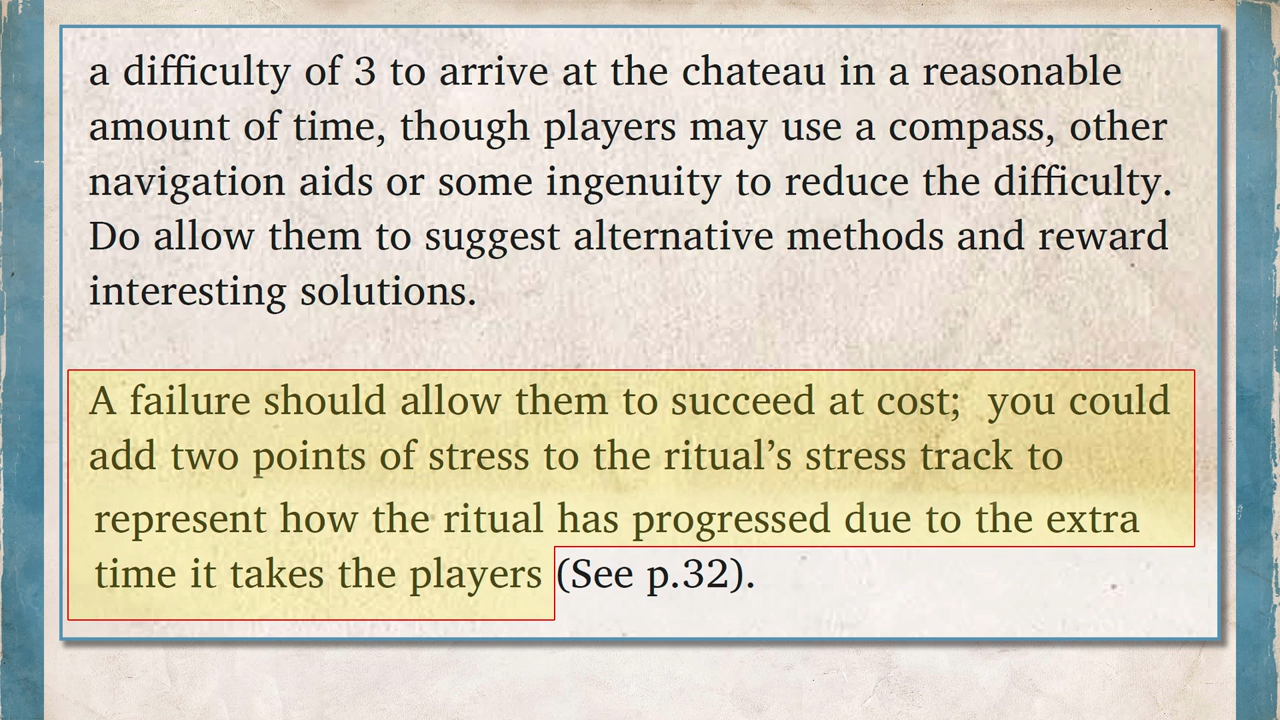 a difficulty of 3 to arrive at the chateau in a reasonable
amount of time, though players may use a compass, other
navigation aids or some ingenuity to reduce the difficulty.
Do allow them to suggest alternative methods and reward
interesting solutions.
A failure should allow them to succeed at cost;  you could
add two points of stress to the ritual’s stress track to
represent how the ritual has progressed due to the extra
time it takes the players (See p.32).